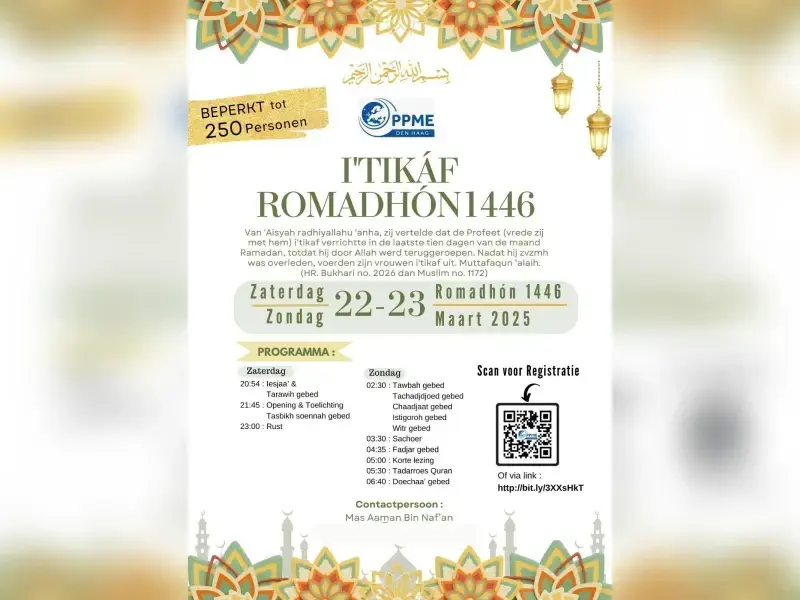 بسم الله الرحمن الرحيم
BEPERKT tot
250 Personen
PPME
DEN HAAG
I'TIKÁF
ROMADHÓN1446
Van 'Aisyah radhiyallahu 'anha, zij vertelde dat de Profeet (vrede zij
met hem) i'tikaf verrichtte in de laatste tien dagen van de maand
Ramadan, totdat hij door Allah werd teruggeroepen. Nadat hij zvzmh
was overleden, voerden zijn vrouwen i'tikaf uit. Muttafaqun 'alaih.
(HR. Bukhari no. 2026 dan Muslim no. 1172)
Zaterdag
Zondag
22-23
Romadhón 1446
Maart 2025
PROGRAMMA :
Zaterdag
20:54 : Iesjaa' &
Tarawih gebed
21:45 : Opening & Toelichting
Tasbikh soennah gebed
23:00 : Rust
Zondag
02:30 : Tawbah gebed
Tachadjdjoed gebed
Chaadjaat gebed
Istigoroh gebed
Witr gebed
03:30 : Sachoer
04:35 : Fadjar gebed
05:00 : Korte lezing
05:30 : Tadarroes Quran
06:40 : Doechaa' gebed
Scan voor Registratie
Of via link :
http://bit.ly/3XXsHkT
Contactpersoon :
Mas Aaman Bin Naf'an